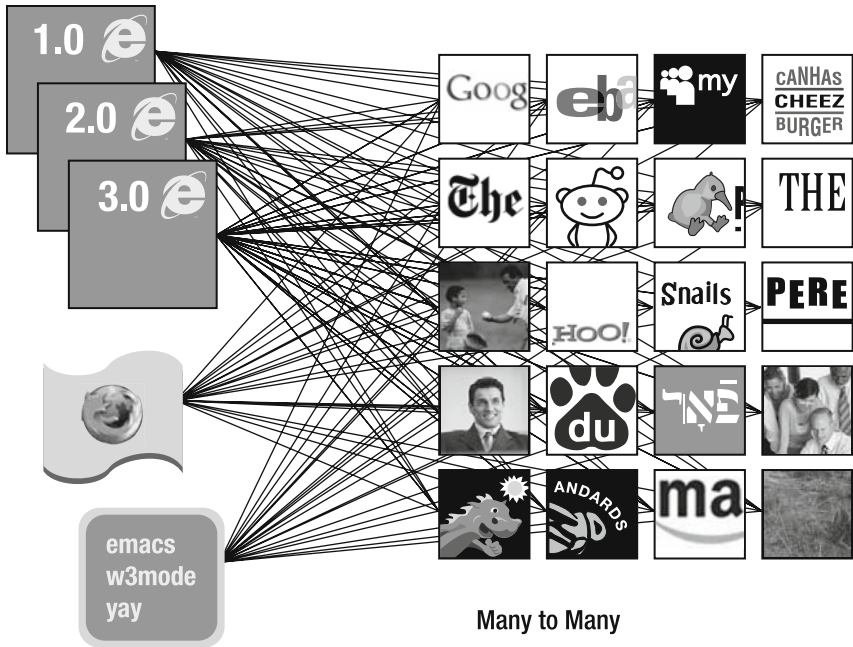 1.0
2.0
3.0
Goog
eba
my
CANHAS
CHEEZ
BURGER
The
THE
HOO!
Snails
PERE
du
ANDARDS
ma
emacs
w3mode
yay
Many to Many